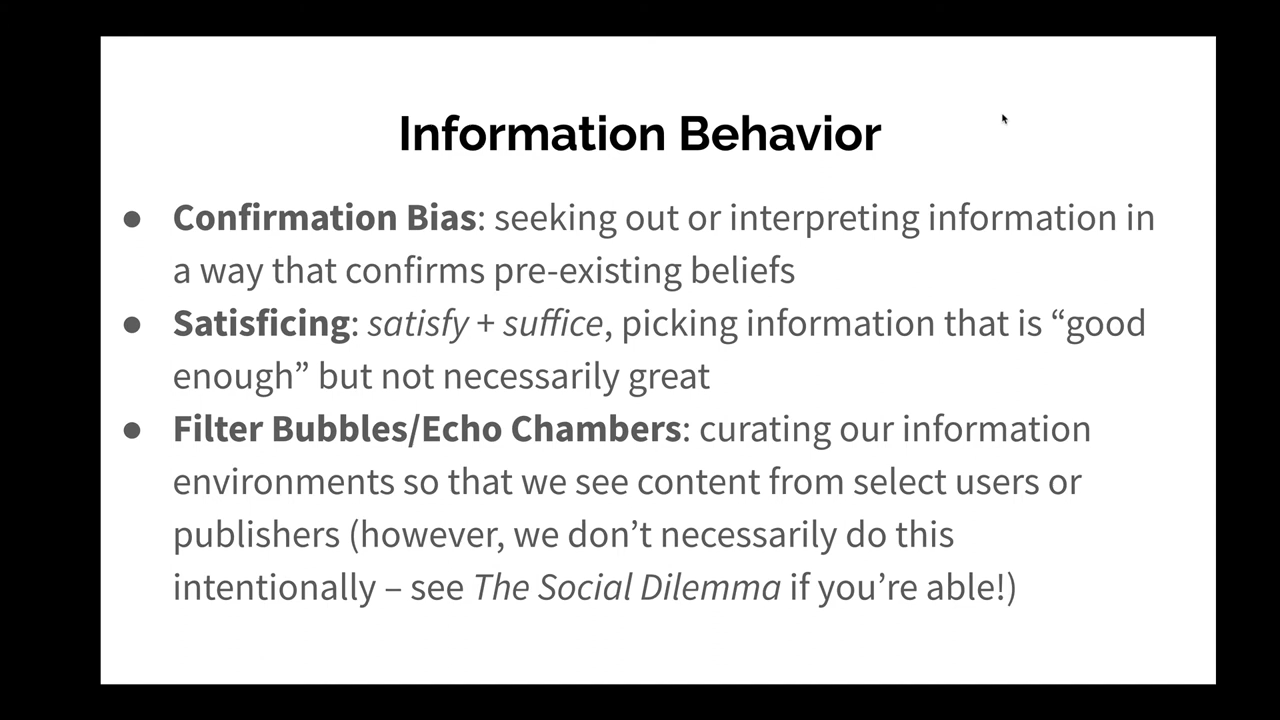 Information Behavior
● Confirmation Bias: seeking out or interpreting information in
a way that confirms pre-existing beliefs
● Satisficing: satisfy + suffice, picking information that is “good
enough” but not necessarily great
● Filter Bubbles/Echo Chambers: curating our information
environments so that we see content from select users or
publishers (however, we don’t necessarily do this
intentionally – see The Social Dilemma if you’re able!)